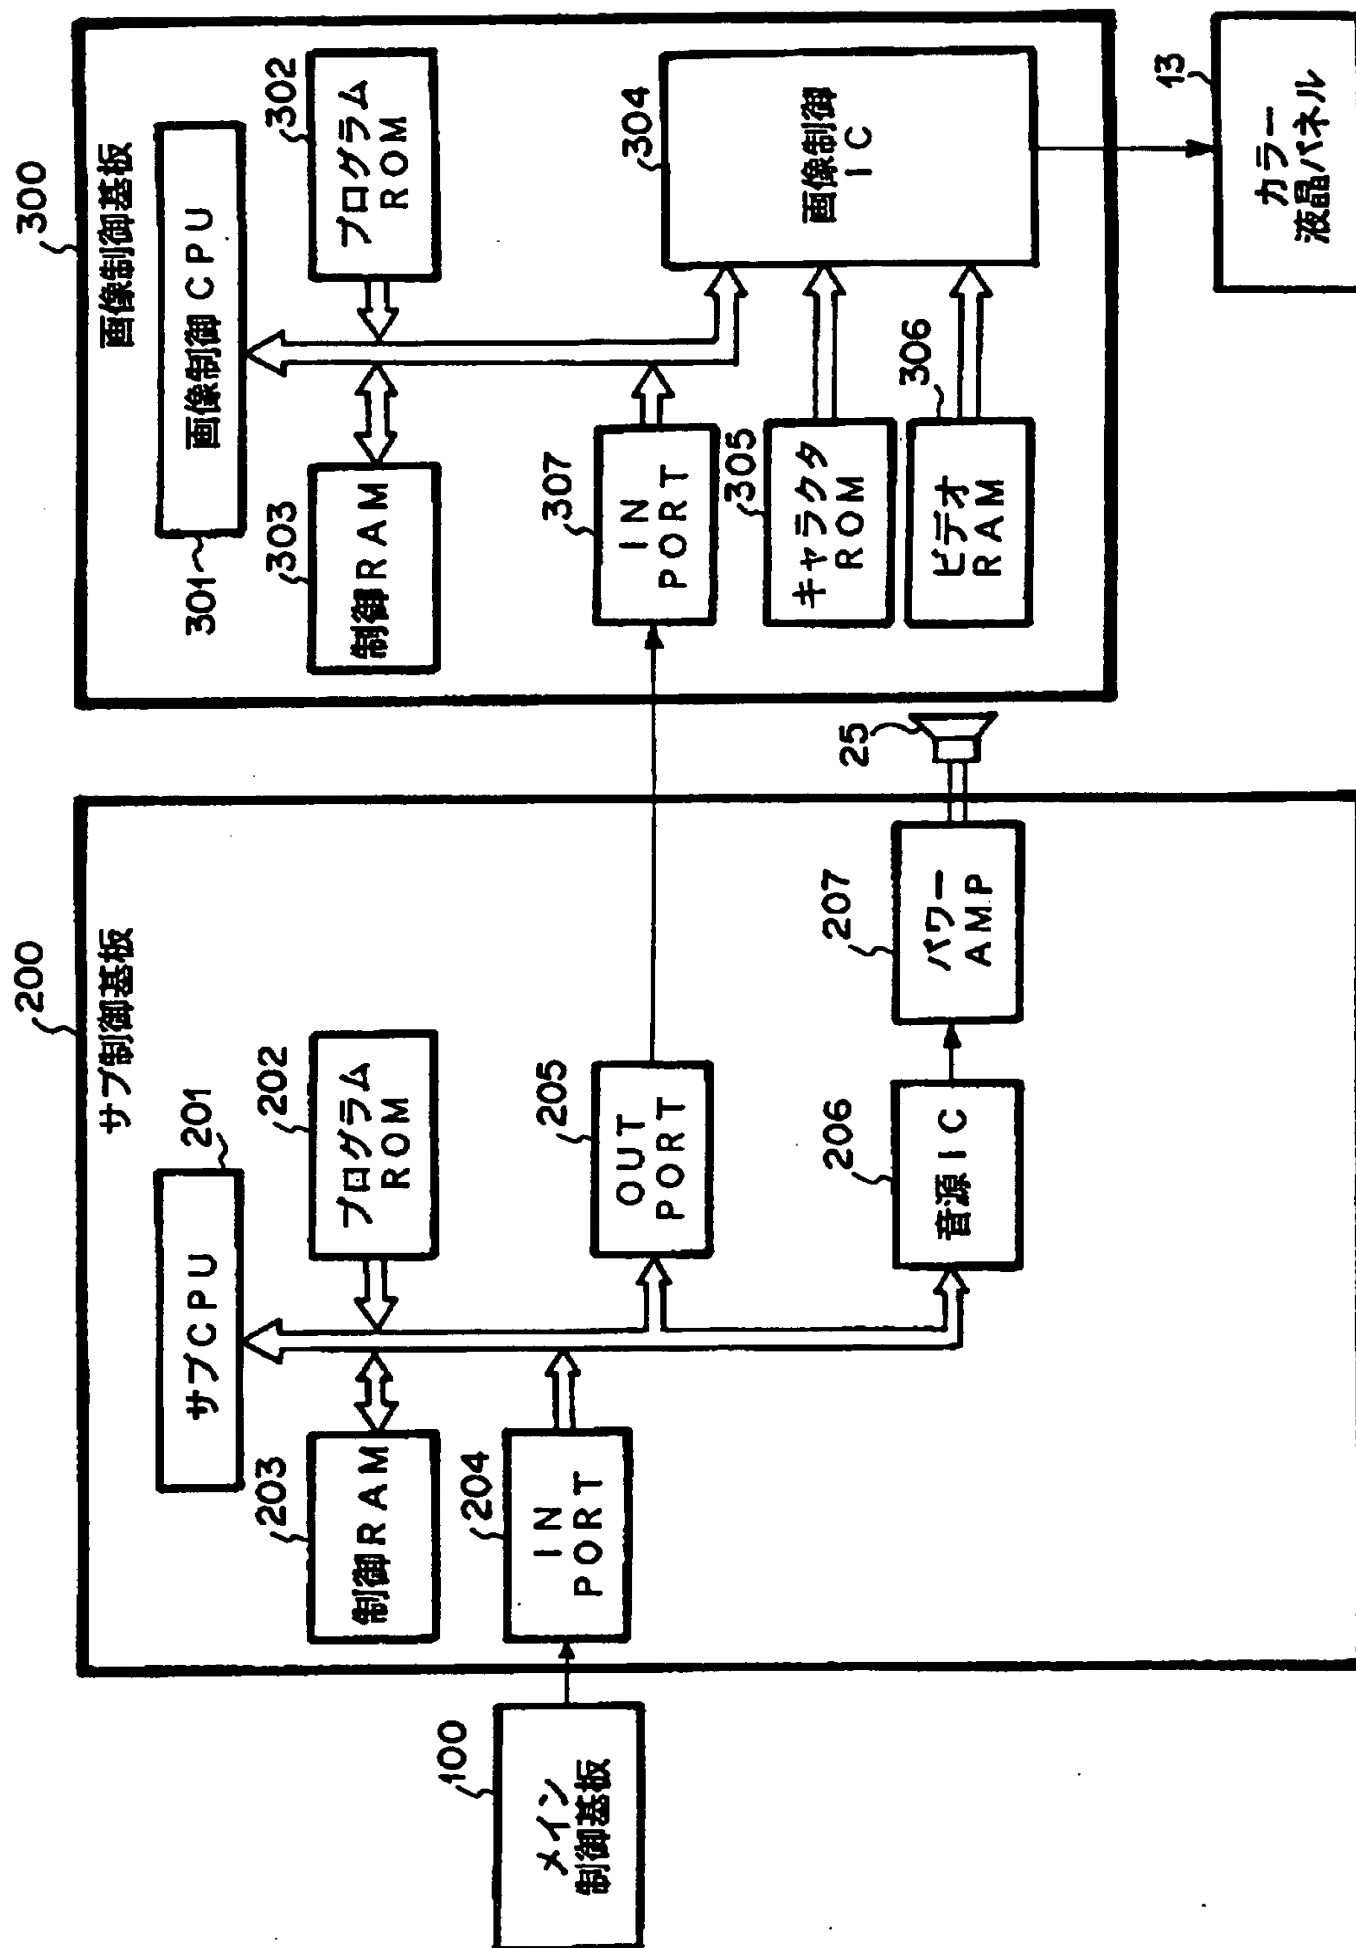 100
メイン
制御基板
200
サブ制御基板
201
サブCPU
202
プログラム
ROM
203
制御RAM
204
IN
PORT
205
OUT
PORT
206
音源IC
207
パワー
AMP
25
300
画像制御基板
301
画像制御CPU
302
プログラム
ROM
303
制御RAM
307
IN
PORT
304
画像制御
IC
305
キャラクタ
ROM
306
ビデオ
RAM
13
カラー
液晶パネル